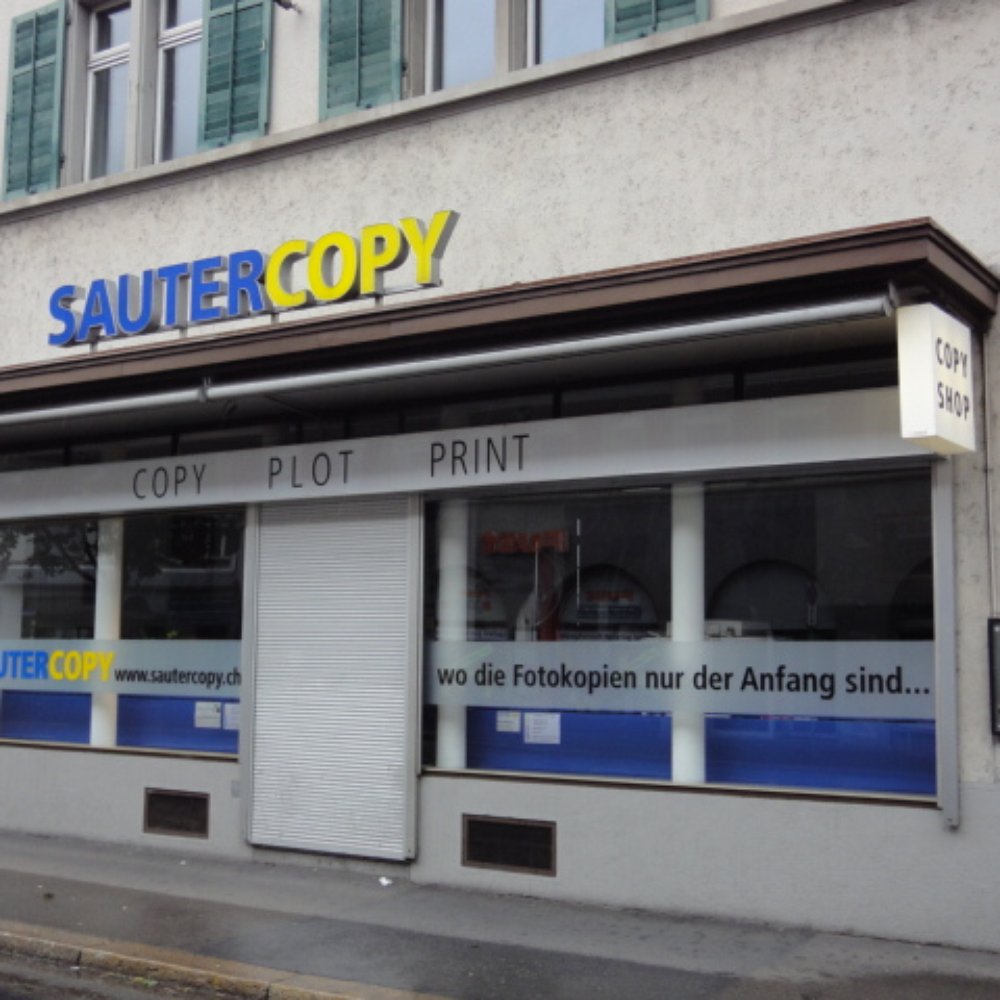 SAUTERCOPY
COPY
SHOP
COPY PLOT PRINT
UTERCOPY www.sautercopy.ch
wo die Fotokopien nur der Anfang sind...